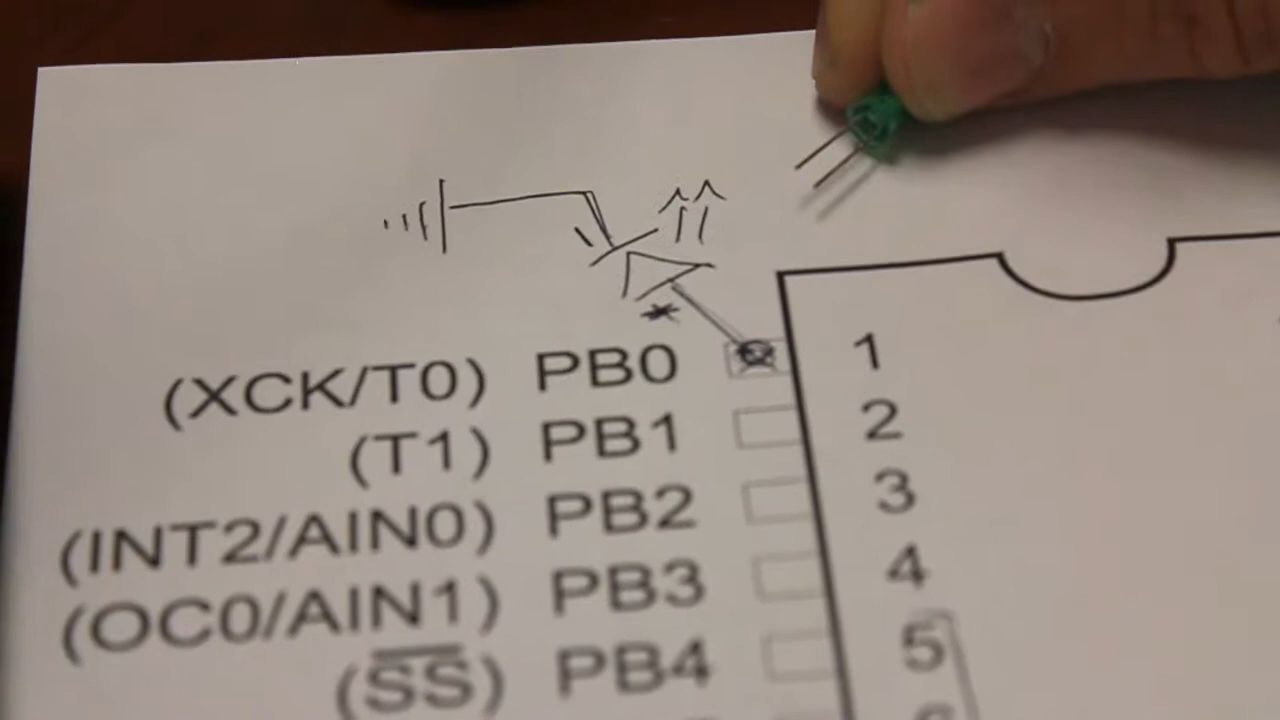 (XCK/T0) PB0 1
(T1) PB1 2
(INT2/AIN0) PB2 3
(OC0/AIN1) PB3 4
(SS) PB4 5